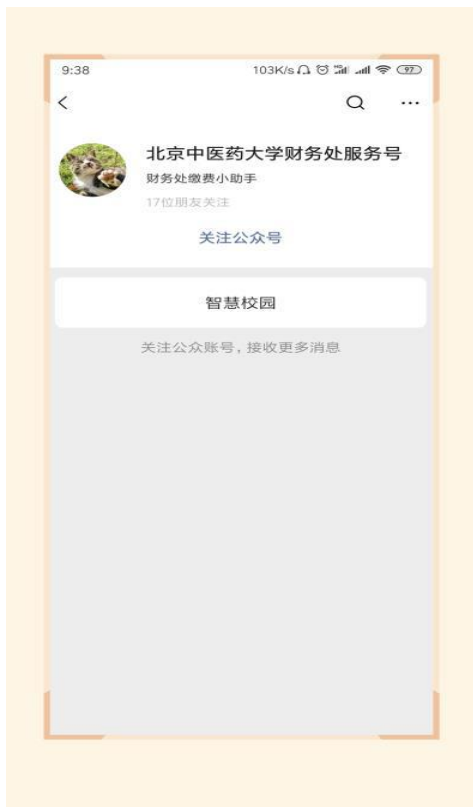 9:38
103K/s
97
北京中医药大学财务处服务号
财务处缴费小助手
17位朋友关注
关注公众号
智慧校园
关注公众账号，接收更多消息